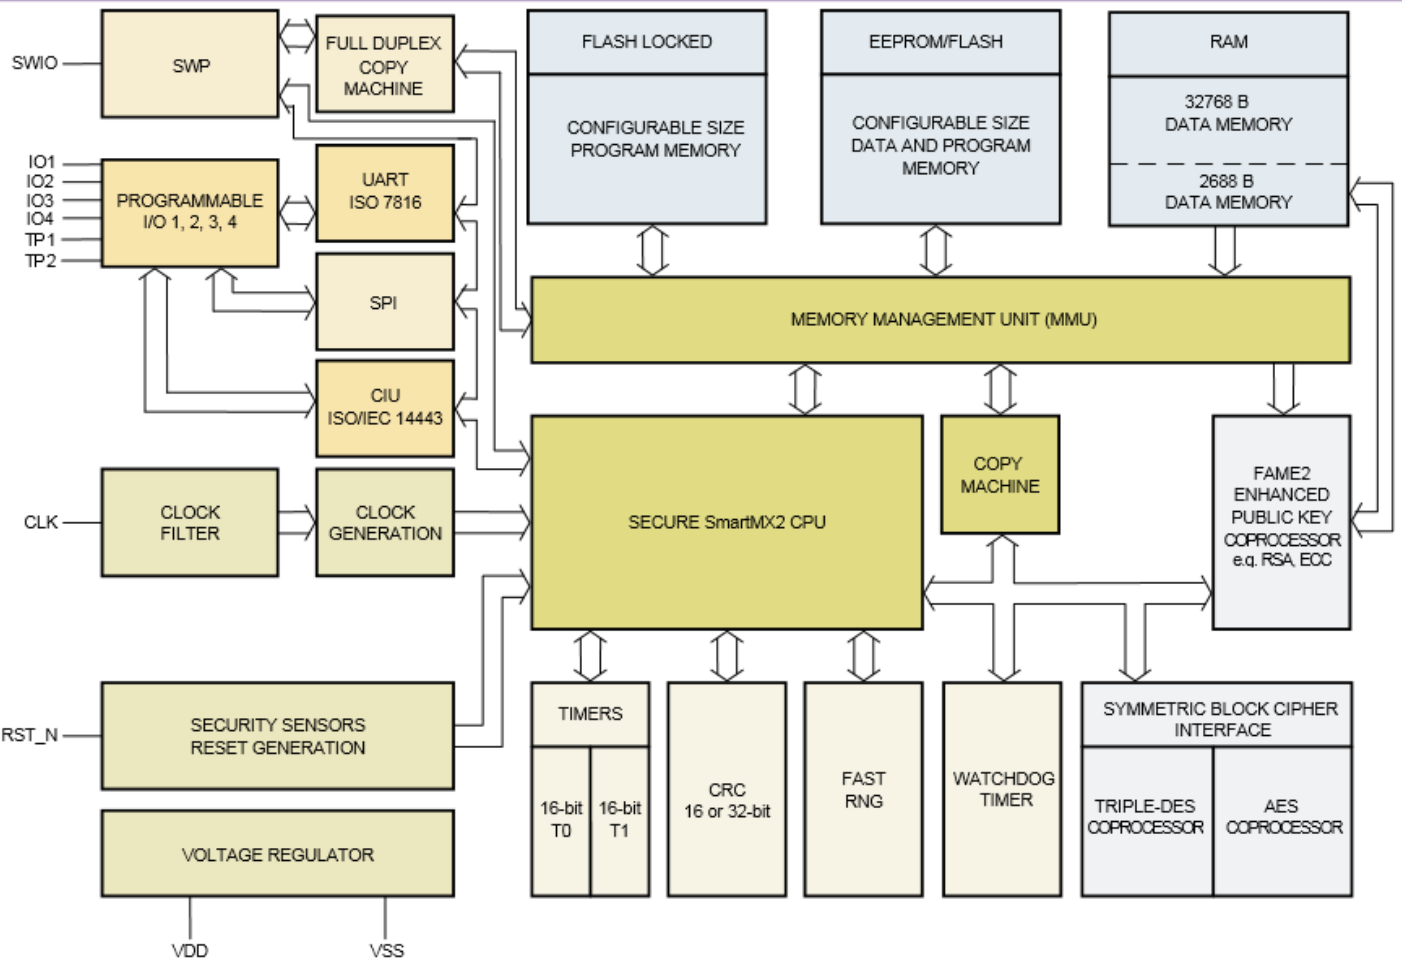 SWIO
SWP
FULL DUPLEX
COPY
MACHINE
FLASH LOCKED
CONFIGURABLE SIZE
PROGRAM MEMORY
EEPROM/FLASH
CONFIGURABLE SIZE
DATA AND PROGRAM
MEMORY
RAM
32768 B
DATA MEMORY
2688 B
DATA MEMORY
IO1
IO2
IO3
IO4
TP1
TP2
PROGRAMMABLE
I/O 1, 2, 3, 4
UART
ISO 7816
SPI
CIU
ISO/IEC 14443
MEMORY MANAGEMENT UNIT (MMU)
CLK
CLOCK
FILTER
CLOCK
GENERATION
SECURE SmartMX2 CPU
COPY
MACHINE
FAME2
ENHANCED
PUBLIC KEY
COPROCESSOR
e.g. RSA, ECC
RST_N
SECURITY SENSORS
RESET GENERATION
VOLTAGE REGULATOR
VDD
VSS
TIMERS
16-bit
T0
16-bit
T1
CRC
16 or 32-bit
FAST
RNG
WATCHDOG
TIMER
SYMMETRIC BLOCK CIPHER
INTERFACE
TRIPLE-DES
COPROCESSOR
AES
COPROCESSOR